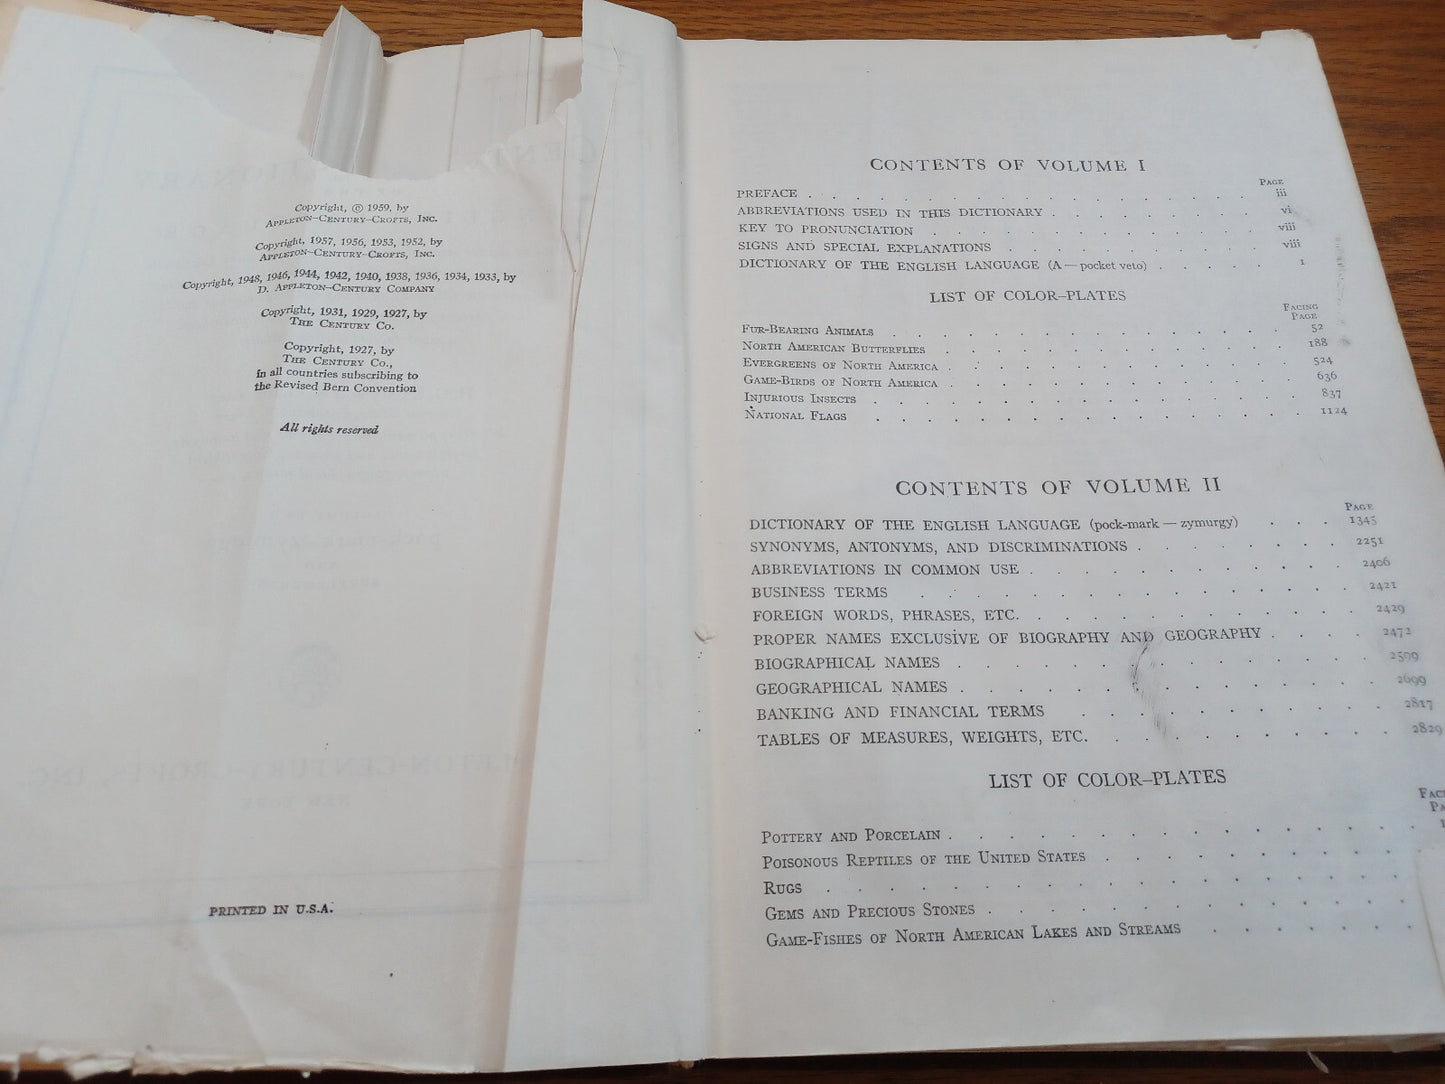 Copyright, © 1959, by
APPLETON–CENTURY–CROFTS, INC.
Copyright, 1957, 1956, 1953, 1952, by
APPLETON–CENTURY–CROFTS, INC.
Copyright, 1948, 1946, 1944, 1942, 1940, 1938, 1936, 1934, 1933, by
D. APPLETON–CENTURY COMPANY
Copyright, 1931, 1929, 1927, by
THE CENTURY CO.
Copyright, 1927, by
THE CENTURY CO.,
in all countries subscribing to
the Revised Bern Convention
All rights reserved
PRINTED IN U.S.A.
CONTENTS OF VOLUME I
PAGE
PREFACE . . . . . . . . . . . . . . . iii
ABBREVIATIONS USED IN THIS DICTIONARY . . . . . . vi
KEY TO PRONUNCIATION . . . . . . . . . . viii
SIGNS AND SPECIAL EXPLANATIONS . . . . . . . . viii
DICTIONARY OF THE ENGLISH LANGUAGE (A — pocket veto) . . . . . 1
LIST OF COLOR–PLATES
FACING
PAGE
FUR-BEARING ANIMALS . . . . . . . . . . . . 52
NORTH AMERICAN BUTTERFLIES . . . . . . . . . . 188
EVERGREENS OF NORTH AMERICA . . . . . . . . . . 524
GAME-BIRDS OF NORTH AMERICA . . . . . . . . . . 636
INJURIOUS INSECTS . . . . . . . . . . . . . 837
NATIONAL FLAGS . . . . . . . . . . . . . 1124
CONTENTS OF VOLUME II
PAGE
DICTIONARY OF THE ENGLISH LANGUAGE (pock-mark — zymurgy) . . . 1345
SYNONYMS, ANTONYMS, AND DISCRIMINATIONS . . . . . . . 2251
ABBREVIATIONS IN COMMON USE . . . . . . . . . . 2406
BUSINESS TERMS . . . . . . . . . . . . . 2421
FOREIGN WORDS, PHRASES, ETC. . . . . . . . . . . 2429
PROPER NAMES EXCLUSIVE OF BIOGRAPHY AND GEOGRAPHY . . . . 2472
BIOGRAPHICAL NAMES . . . . . . . . . . . . 2599
GEOGRAPHICAL NAMES . . . . . . . . . . . . 2699
BANKING AND FINANCIAL TERMS . . . . . . . . . . 2817
TABLES OF MEASURES, WEIGHTS, ETC. . . . . . . . . . 2829
LIST OF COLOR–PLATES
POTTERY AND PORCELAIN . . . . . . . . . . . .
POISONOUS REPTILES OF THE UNITED STATES . . . . . . . . .
RUGS . . . . . . . . . . . . . . . .
GEMS AND PRECIOUS STONES . . . . . . . . . . . .
GAME-FISHES OF NORTH AMERICAN LAKES AND STREAMS . . . . . .